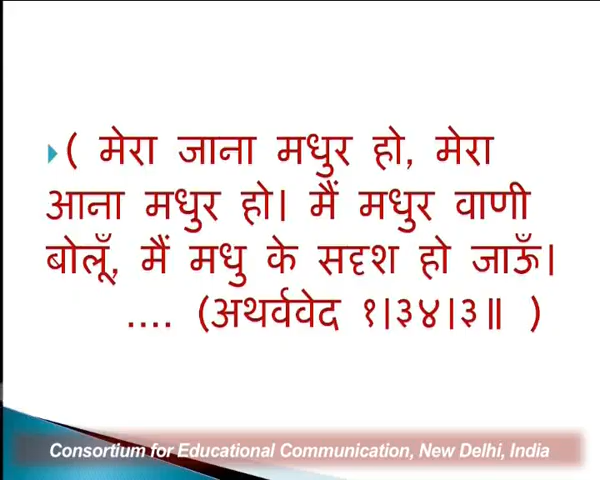 ( मेरा जाना मधुर हो, मेरा
आना मधुर हो। मैं मधुर वाणी
बोलूँ, मैं मधु के सदृश हो जाऊँ।
.... (अथर्ववेद १।३४।३॥ )
Consortium for Educational Communication, New Delhi, India